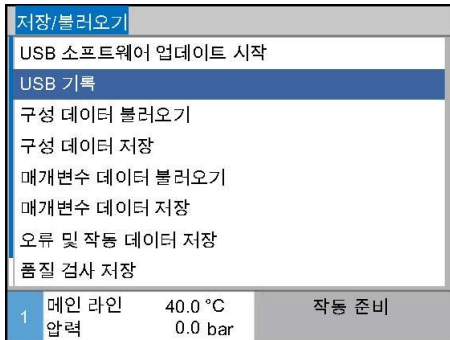 저장/불러오기
USB 소프트웨어 업데이트 시작
USB 기록
구성 데이터 불러오기
구성 데이터 저장
매개변수 데이터 불러오기
매개변수 데이터 저장
오류 및 작동 데이터 저장
품질 검사 저장
1 메인 라인 40.0 °C 작동 준비
압력 0.0 bar